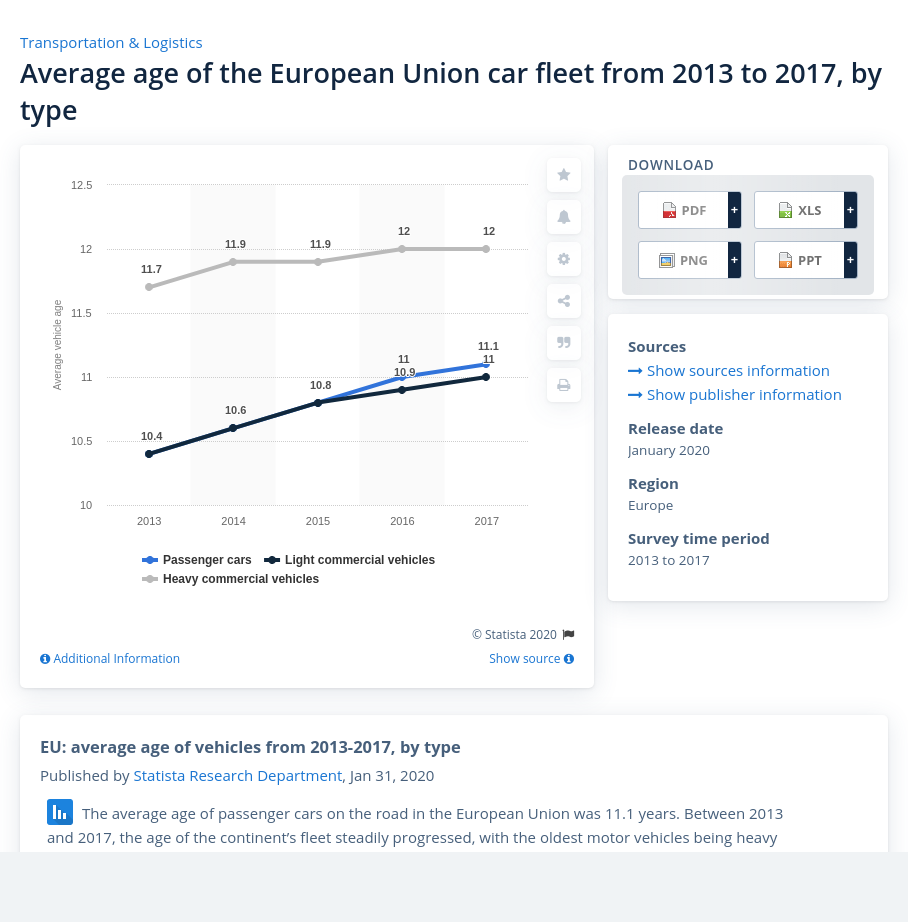 Transportation & Logistics
Average age of the European Union car fleet from 2013 to 2017, by
type
DOWNLOAD
PDF +
XLS +
PNG +
PPT +
12.5
12
11.5
11
10.5
10
Average vehicle age
11.7
11.9
11.9
12
12
10.4
10.6
10.8
11
10.9
11.1
11
2013
2014
2015
2016
2017
Passenger cars
Light commercial vehicles
Heavy commercial vehicles
© Statista 2020
Additional Information
Show source
Sources
Show sources information
Show publisher information
Release date
January 2020
Region
Europe
Survey time period
2013 to 2017
EU: average age of vehicles from 2013-2017, by type
Published by Statista Research Department, Jan 31, 2020
The average age of passenger cars on the road in the European Union was 11.1 years. Between 2013
and 2017, the age of the continent’s fleet steadily progressed, with the oldest motor vehicles being heavy